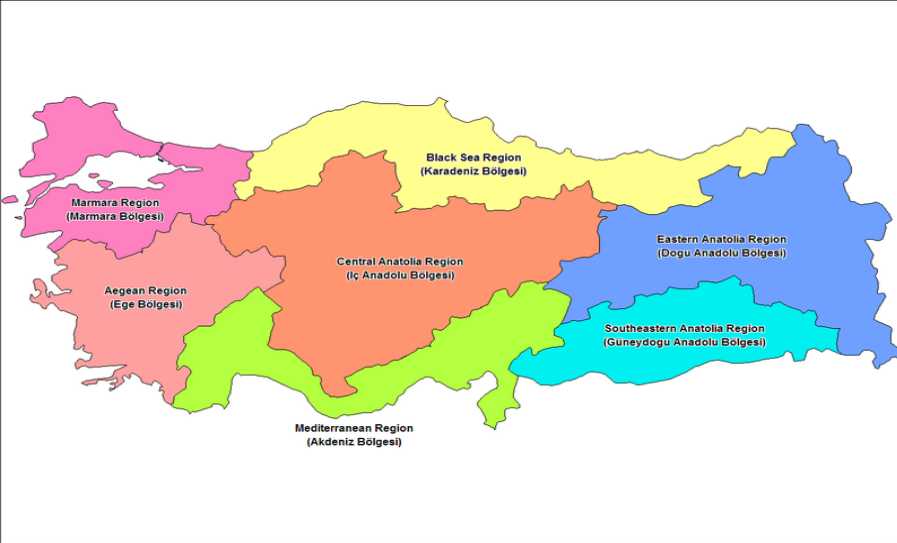 Black Sea Region
(Karadeniz Bölgesi)
Marmara Region
(Marmara Bölgesi)
Eastern Anatolia Region
(Dogu Anadolu Bölgesi)
Central Anatolia Region
(Iç Anadolu Bölgesi)
Aegean Region
(Ege Bölgesi)
Southeastern Anatolia Region
(Güneydogu Anadolu Bölgesi)
Mediterranean Region
(Akdeniz Bölgesi)